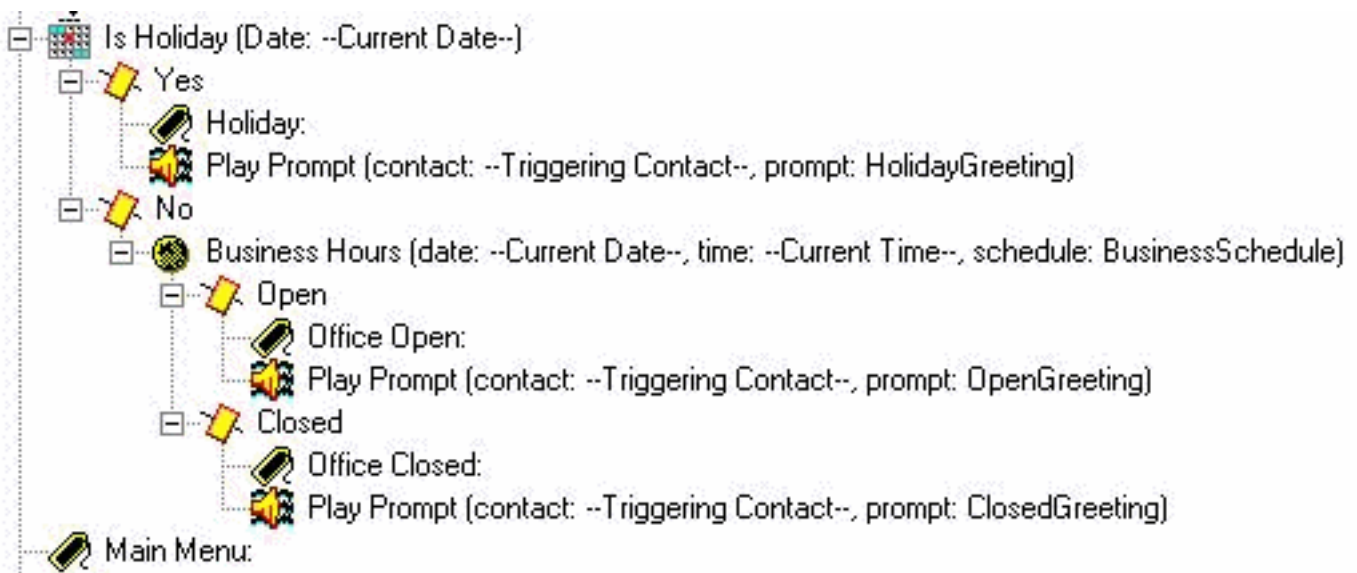 Is Holiday (Date: --Current Date--)
Yes
Holiday:
Play Prompt (contact: --Triggering Contact--, prompt: HolidayGreeting)
No
Business Hours (date: --Current Date--, time: --Current Time--, schedule: BusinessSchedule)
Open
Office Open:
Play Prompt (contact: --Triggering Contact--, prompt: OpenGreeting)
Closed
Office Closed:
Play Prompt (contact: --Triggering Contact--, prompt: ClosedGreeting)
Main Menu: